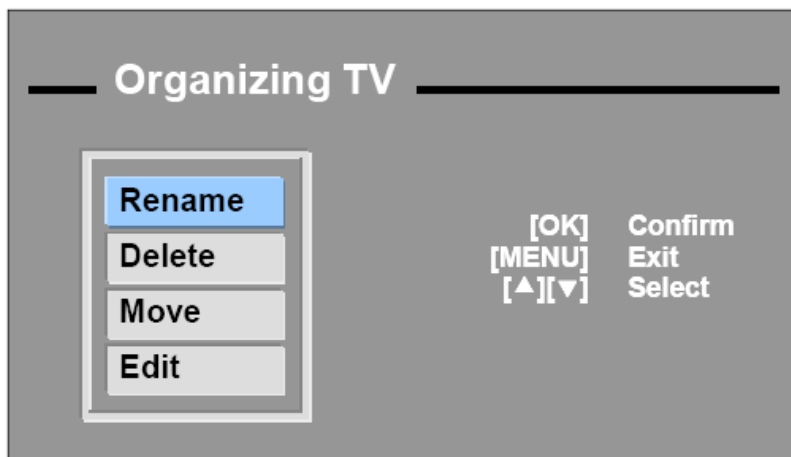 Organizing TV
Rename
Delete
Move
Edit
[OK] Confirm
[MENU] Exit
[▲][▼] Select